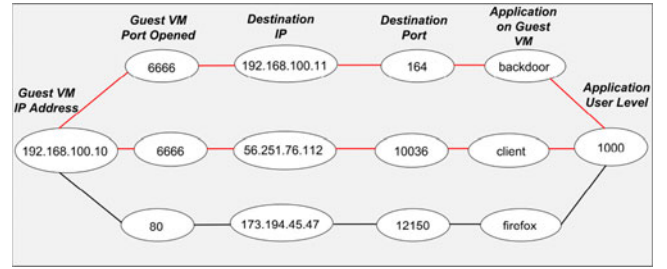 Guest VM
Port Opened
Destination
IP
Destination
Port
Application
on Guest
VM
6666
192.168.100.11
164
backdoor
Guest VM
IP Address
Application
User Level
192.168.100.10
6666
56.251.76.112
10036
client
1000
80
173.194.45.47
12150
firefox